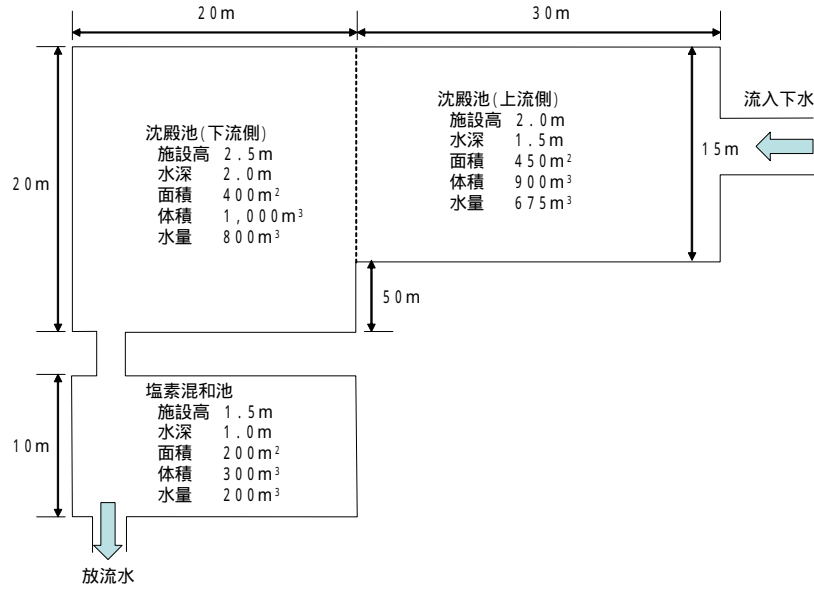 20m
30m
沈殿池(上流側)
施設高 2.0m
水深 1.5m
面積 450m²
体積 900m³
水量 675m³
流入下水
15m
沈殿池(下流側)
施設高 2.5m
水深 2.0m
面積 400m²
体積 1,000m³
水量 800m³
20m
50m
塩素混和池
施設高 1.5m
水深 1.0m
面積 200m²
体積 300m³
水量 200m³
10m
放流水